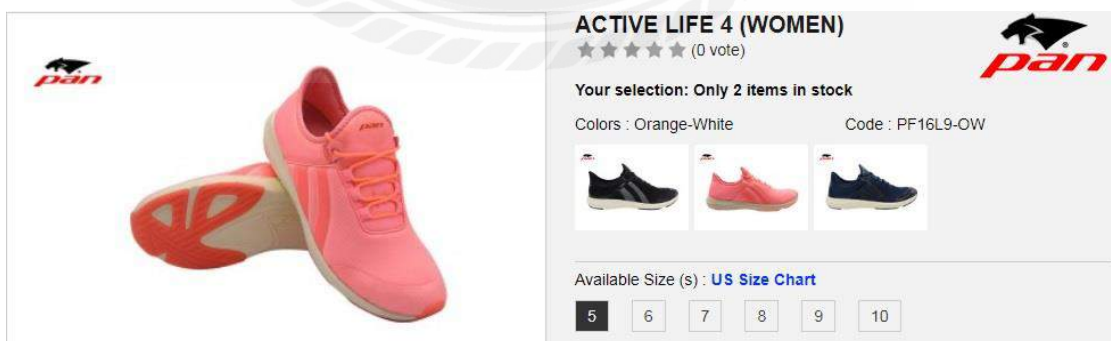 pan
ACTIVE LIFE 4 (WOMEN)
(0 vote)
pan
Your selection: Only 2 items in stock
Colors : Orange-White
Code : PF16L9-OW
Available Size (s) : US Size Chart
5 6 7 8 9 10
pan